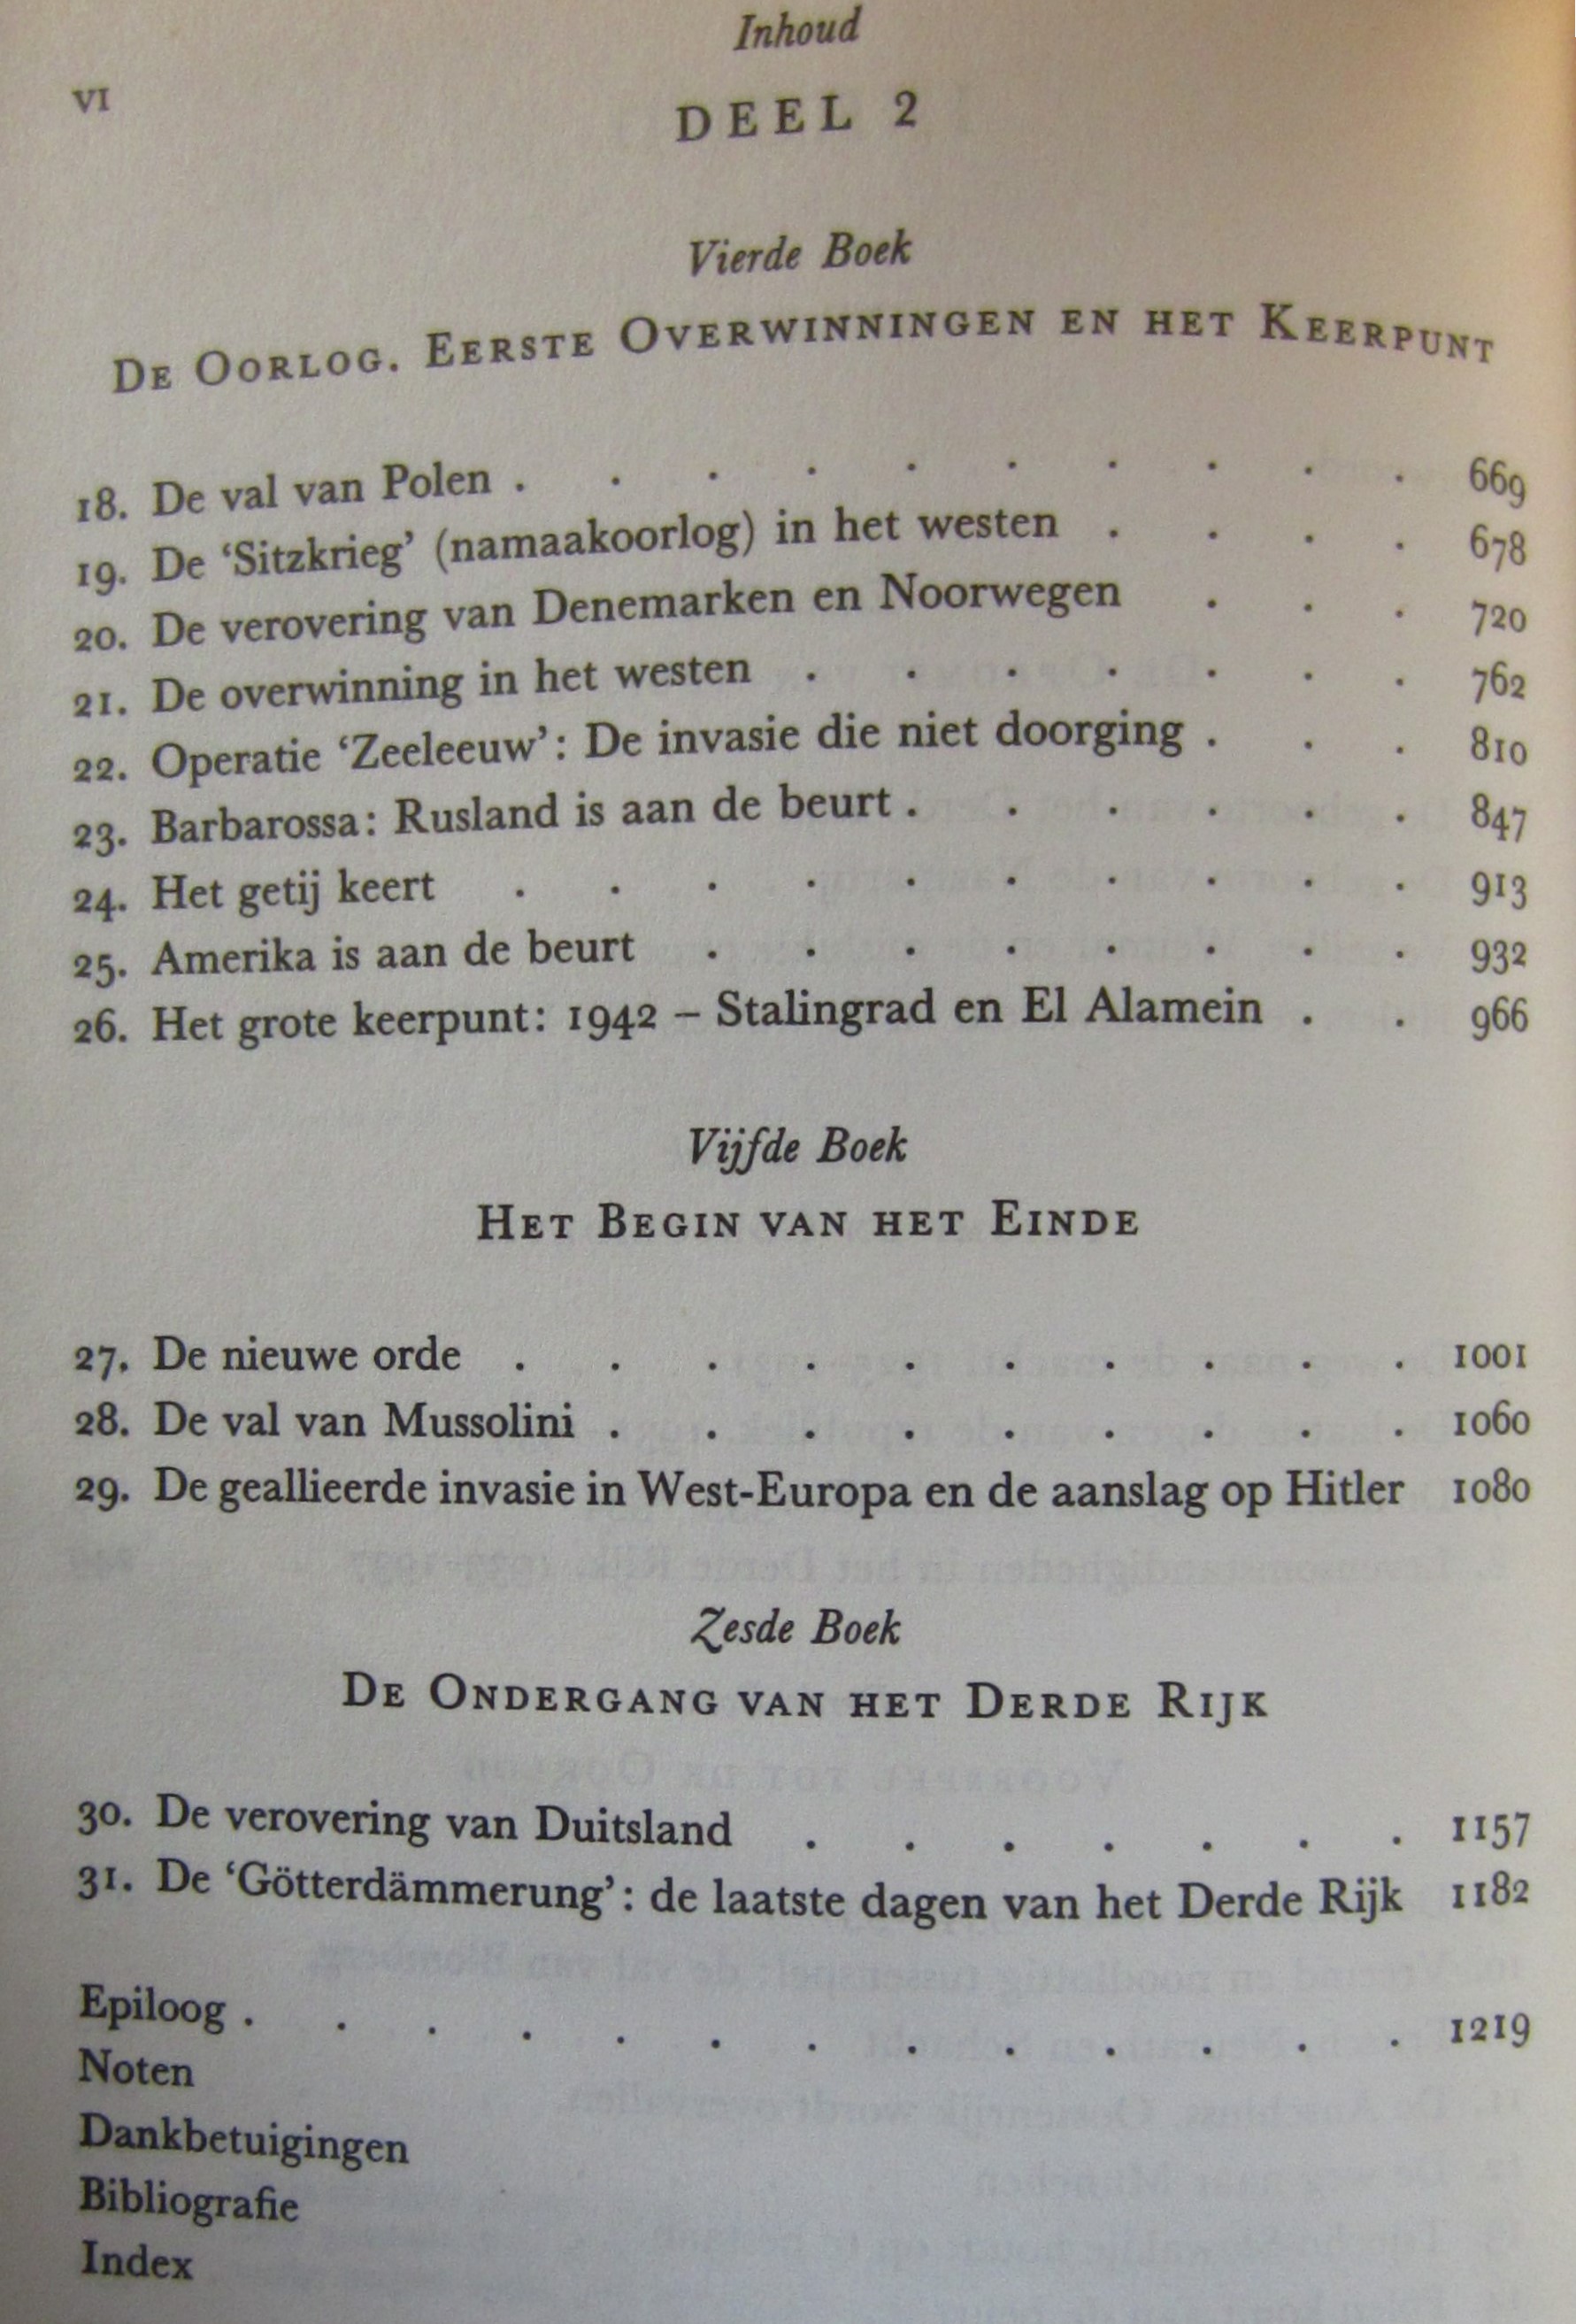 Inhoud
VI
DEEL 2
Vierde Boek
DE OORLOG. EERSTE OVERWINNINGEN EN HET KEERPUNT
18. De val van Polen . . . . . . . . . . 669
19. De ‘Sitzkrieg’ (namaakoorlog) in het westen . . . . 678
20. De verovering van Denemarken en Noorwegen . . . 720
21. De overwinning in het westen . . . . . . . 762
22. Operatie ‘Zeeleeuw’: De invasie die niet doorging . . . 810
23. Barbarossa: Rusland is aan de beurt . . . . . . 847
24. Het getij keert . . . . . . . . . . 913
25. Amerika is aan de beurt . . . . . . . . 932
26. Het grote keerpunt: 1942 – Stalingrad en El Alamein . . 966
Vijfde Boek
HET BEGIN VAN HET EINDE
27. De nieuwe orde . . . . . . . . . . 1001
28. De val van Mussolini . . . . . . . . . 1060
29. De geallieerde invasie in West-Europa en de aanslag op Hitler 1080
Zesde Boek
DE ONDERGANG VAN HET DERDE RIJK
30. De verovering van Duitsland . . . . . . . 1157
31. De ‘Götterdämmerung’: de laatste dagen van het Derde Rijk 1182
Epiloog . . . . . . . . . . . . . 1219
Noten
Dankbetuigingen
Bibliografie
Index